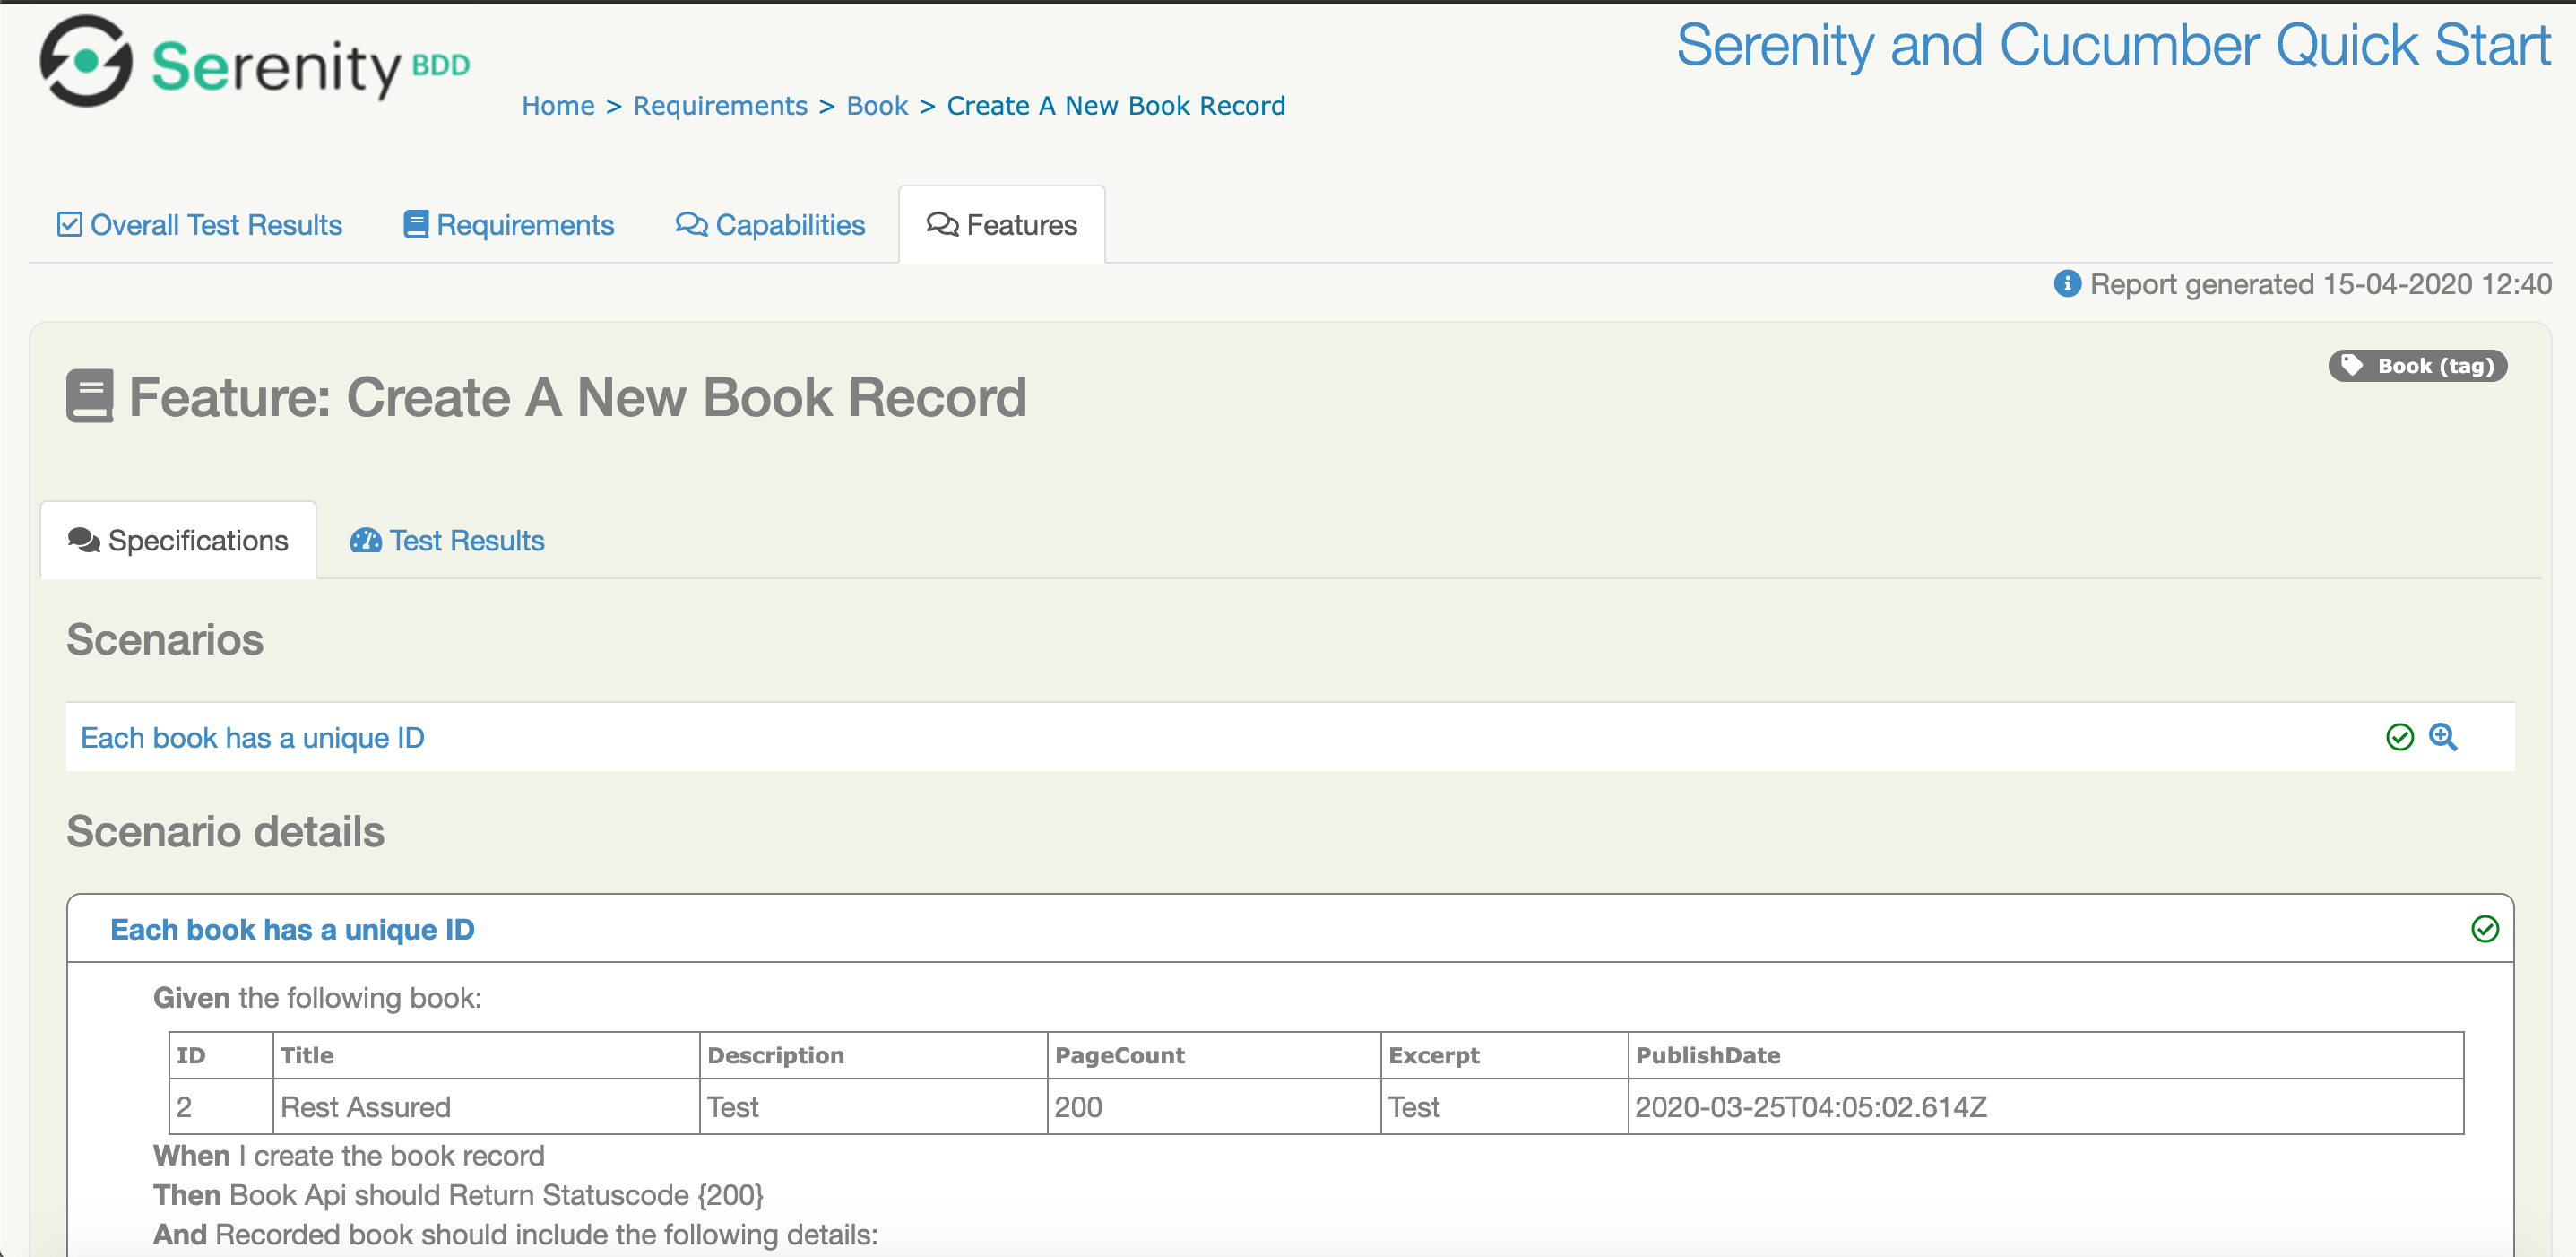 Serenity BDD
Serenity and Cucumber Quick Start
Home > Requirements > Book > Create A New Book Record
Overall Test Results Requirements Capabilities Features
Report generated 15-04-2020 12:40
Book (tag)
Feature: Create A New Book Record
Specifications Test Results
Scenarios
Each book has a unique ID
Scenario details
Each book has a unique ID
Given the following book:
ID Title Description PageCount Excerpt PublishDate
2 Rest Assured Test 200 Test 2020-03-25T04:05:02.614Z
When I create the book record
Then Book Api should Return Statuscode {200}
And Recorded book should include the following details: